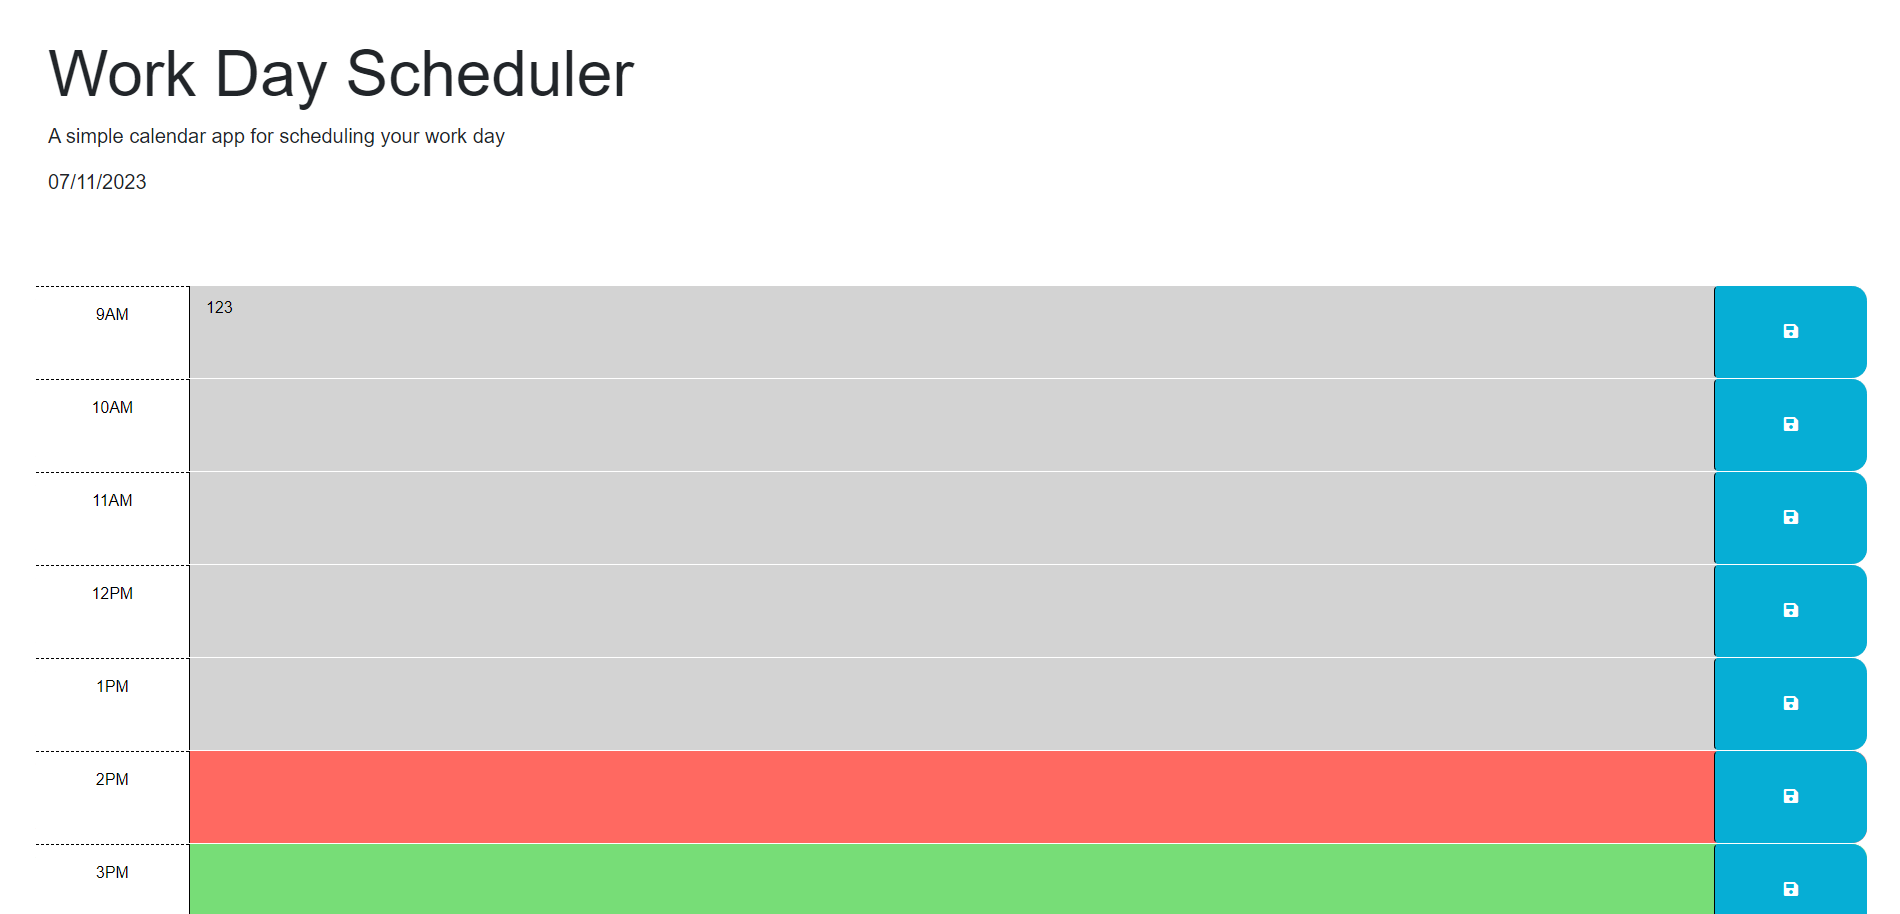 Work Day Scheduler
A simple calendar app for scheduling your work day
07/11/2023
9AM
123
10AM
11AM
12PM
1PM
2PM
3PM